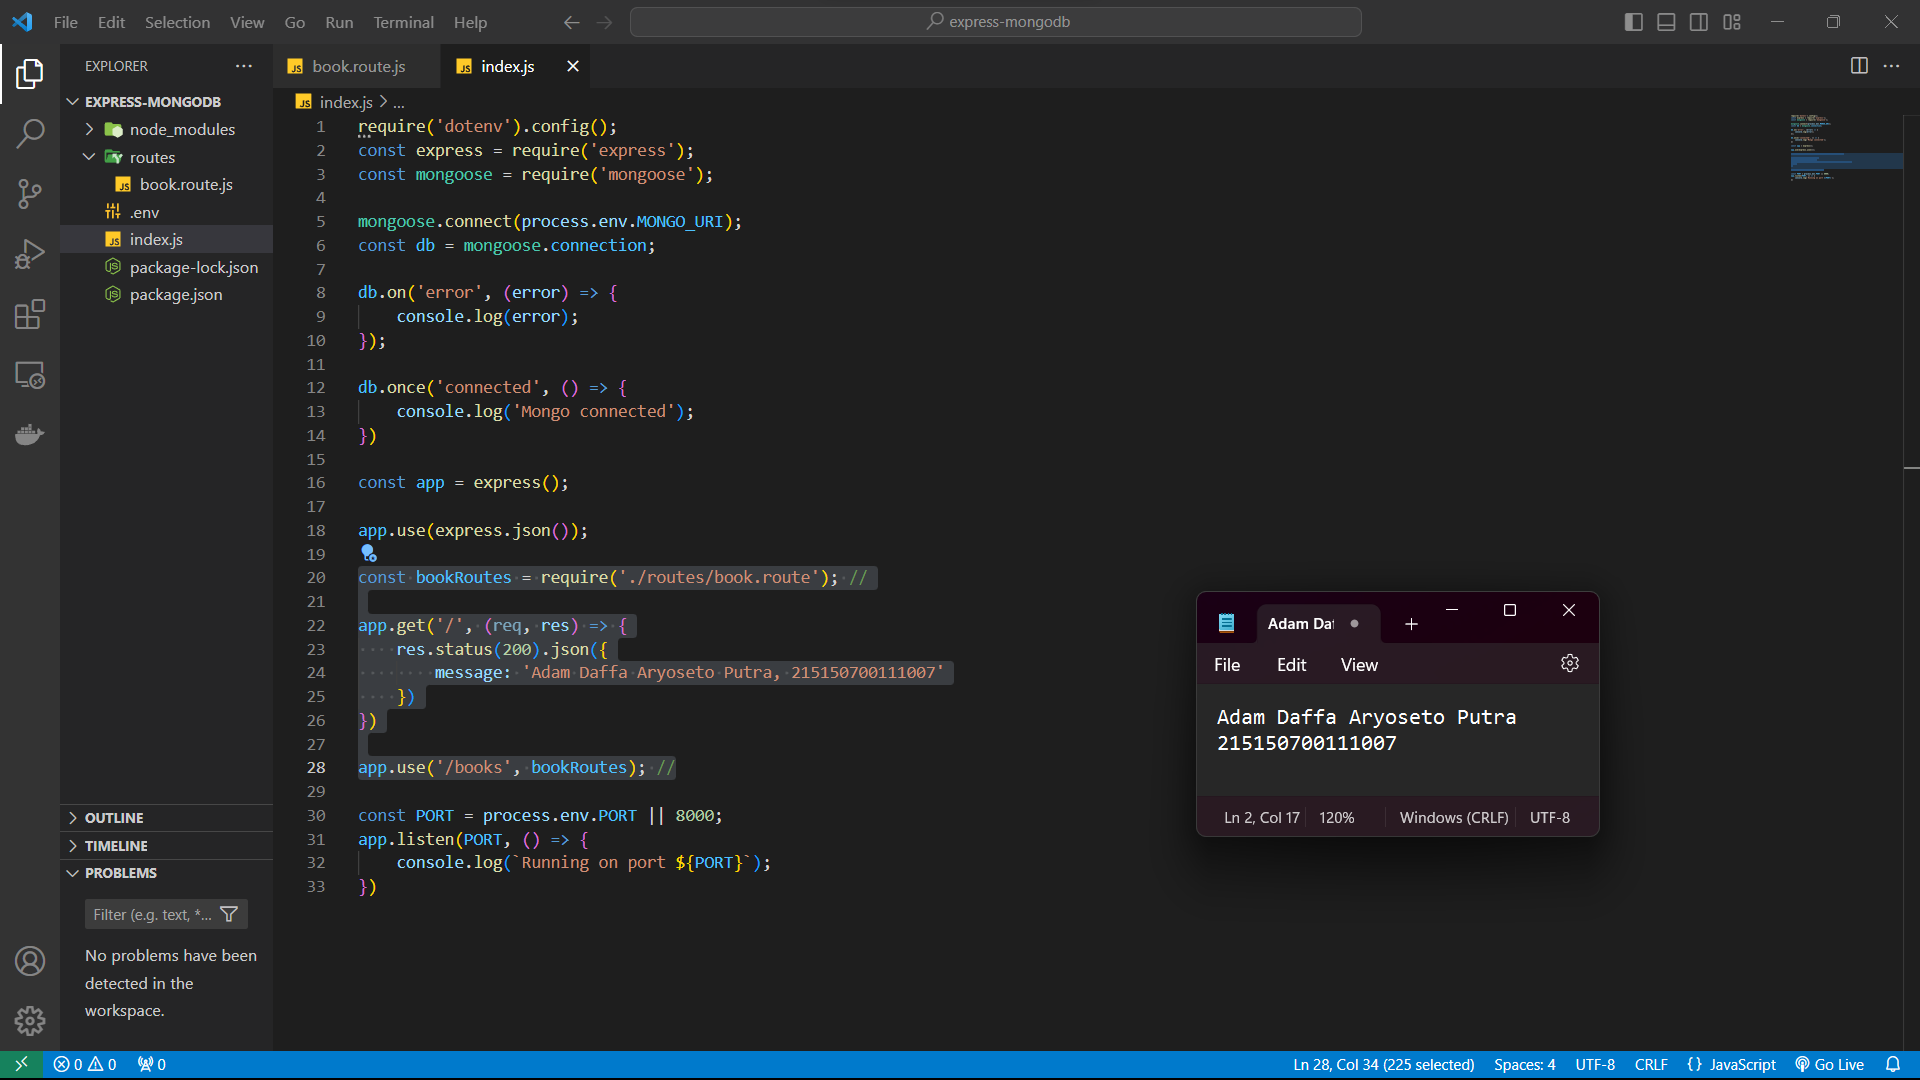 File Edit Selection View Go Run Terminal Help
express-mongodb
EXPLORER
EXPRESS-MONGODB
node_modules
routes
book.route.js
.env
index.js
package-lock.json
package.json
OUTLINE
TIMELINE
PROBLEMS
Filter (e.g. text, *...
No problems have been
detected in the
workspace.
book.route.js
index.js
index.js > ...
1 require('dotenv').config();
2 const express = require('express');
3 const mongoose = require('mongoose');
4
5 mongoose.connect(process.env.MONGO_URI);
6 const db = mongoose.connection;
7
8 db.on('error', (error) => {
9 console.log(error);
10 });
11
12 db.once('connected', () => {
13 console.log('Mongo connected');
14 })
15
16 const app = express();
17
18 app.use(express.json());
19
20 const bookRoutes = require('./routes/book.route'); //
21
22 app.get('/', (req, res) => {
23 res.status(200).json({
24 message: 'Adam Daffa Aryoseto Putra, 215150700111007'
25 })
26 })
27
28 app.use('/books', bookRoutes); //
29
30 const PORT = process.env.PORT || 8000;
31 app.listen(PORT, () => {
32 console.log(`Running on port ${PORT}`);
33 })
Adam Da
File Edit View
Adam Daffa Aryoseto Putra
215150700111007
Ln 2, Col 17 120% Windows (CRLF) UTF-8
0 0 0 Ln 28, Col 34 (225 selected) Spaces: 4 UTF-8 CRLF {} JavaScript Go Live